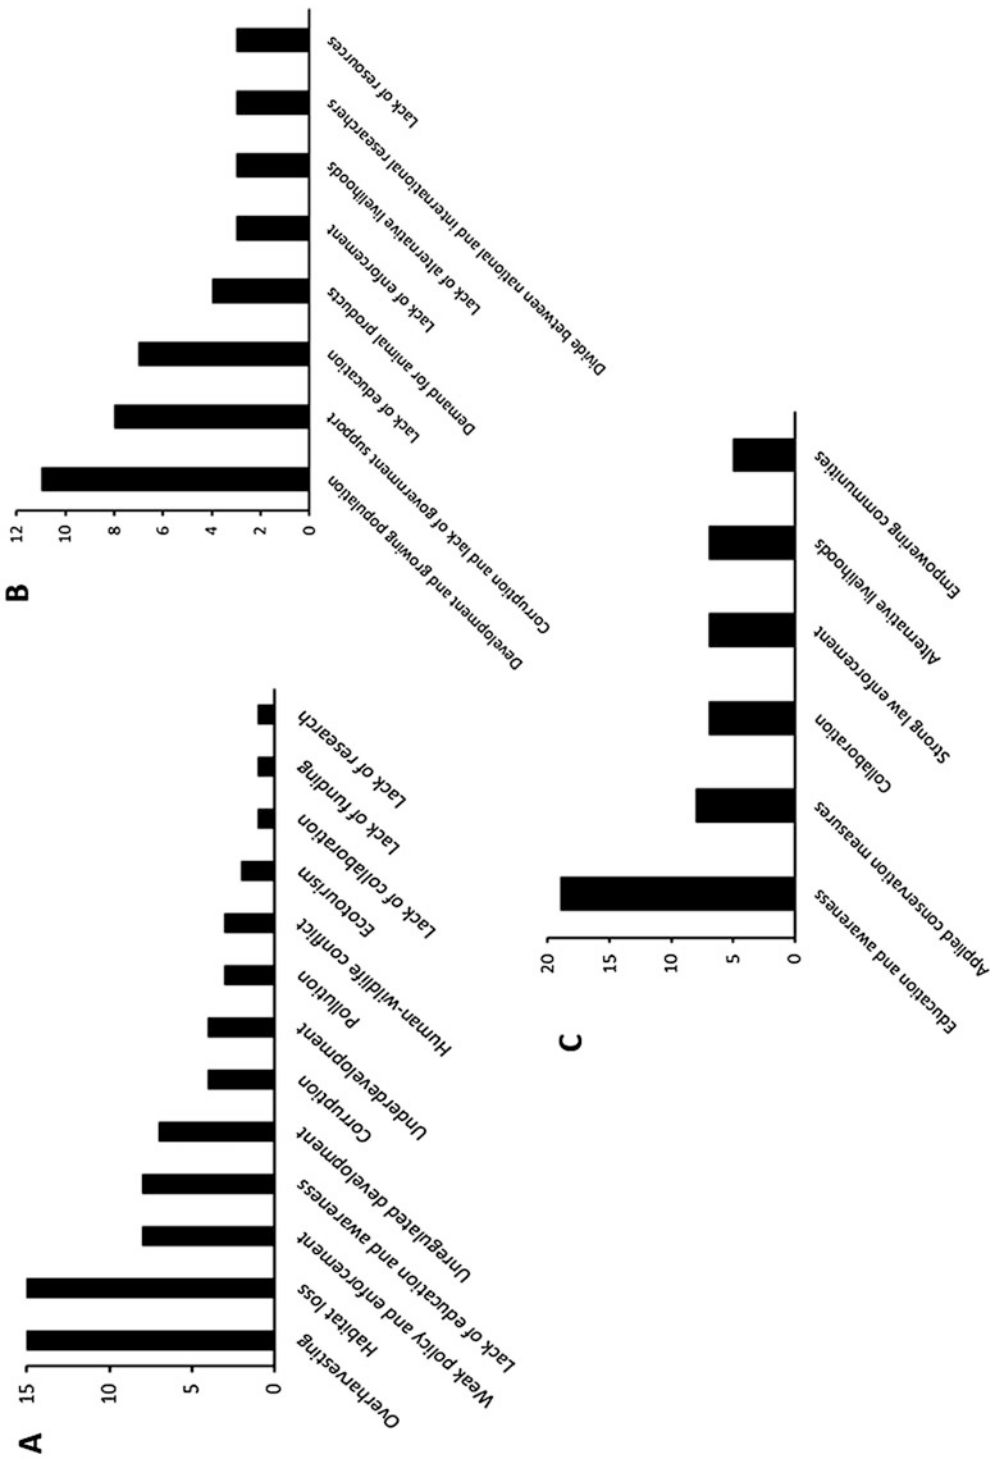 A
15
10
5
0
Overharvesting
Habitat loss
Weak policy and enforcement
Lack of education and awareness
Unregulated development
Corruption
Underdevelopment
Pollution
Human-wildlife conflict
Ecotourism
Lack of collaboration
Lack of funding
Lack of research
B
12
10
8
6
4
2
0
Development and growing population
Corruption and lack of government support
Lack of education
Demand for animal products
Lack of enforcement
Lack of alternative livelihoods
Divide between national and international researchers
Lack of resources
C
20
15
10
5
0
Education and awareness
Applied conservation measures
Collaboration
Strong law enforcement
Alternative livelihoods
Empowering communities